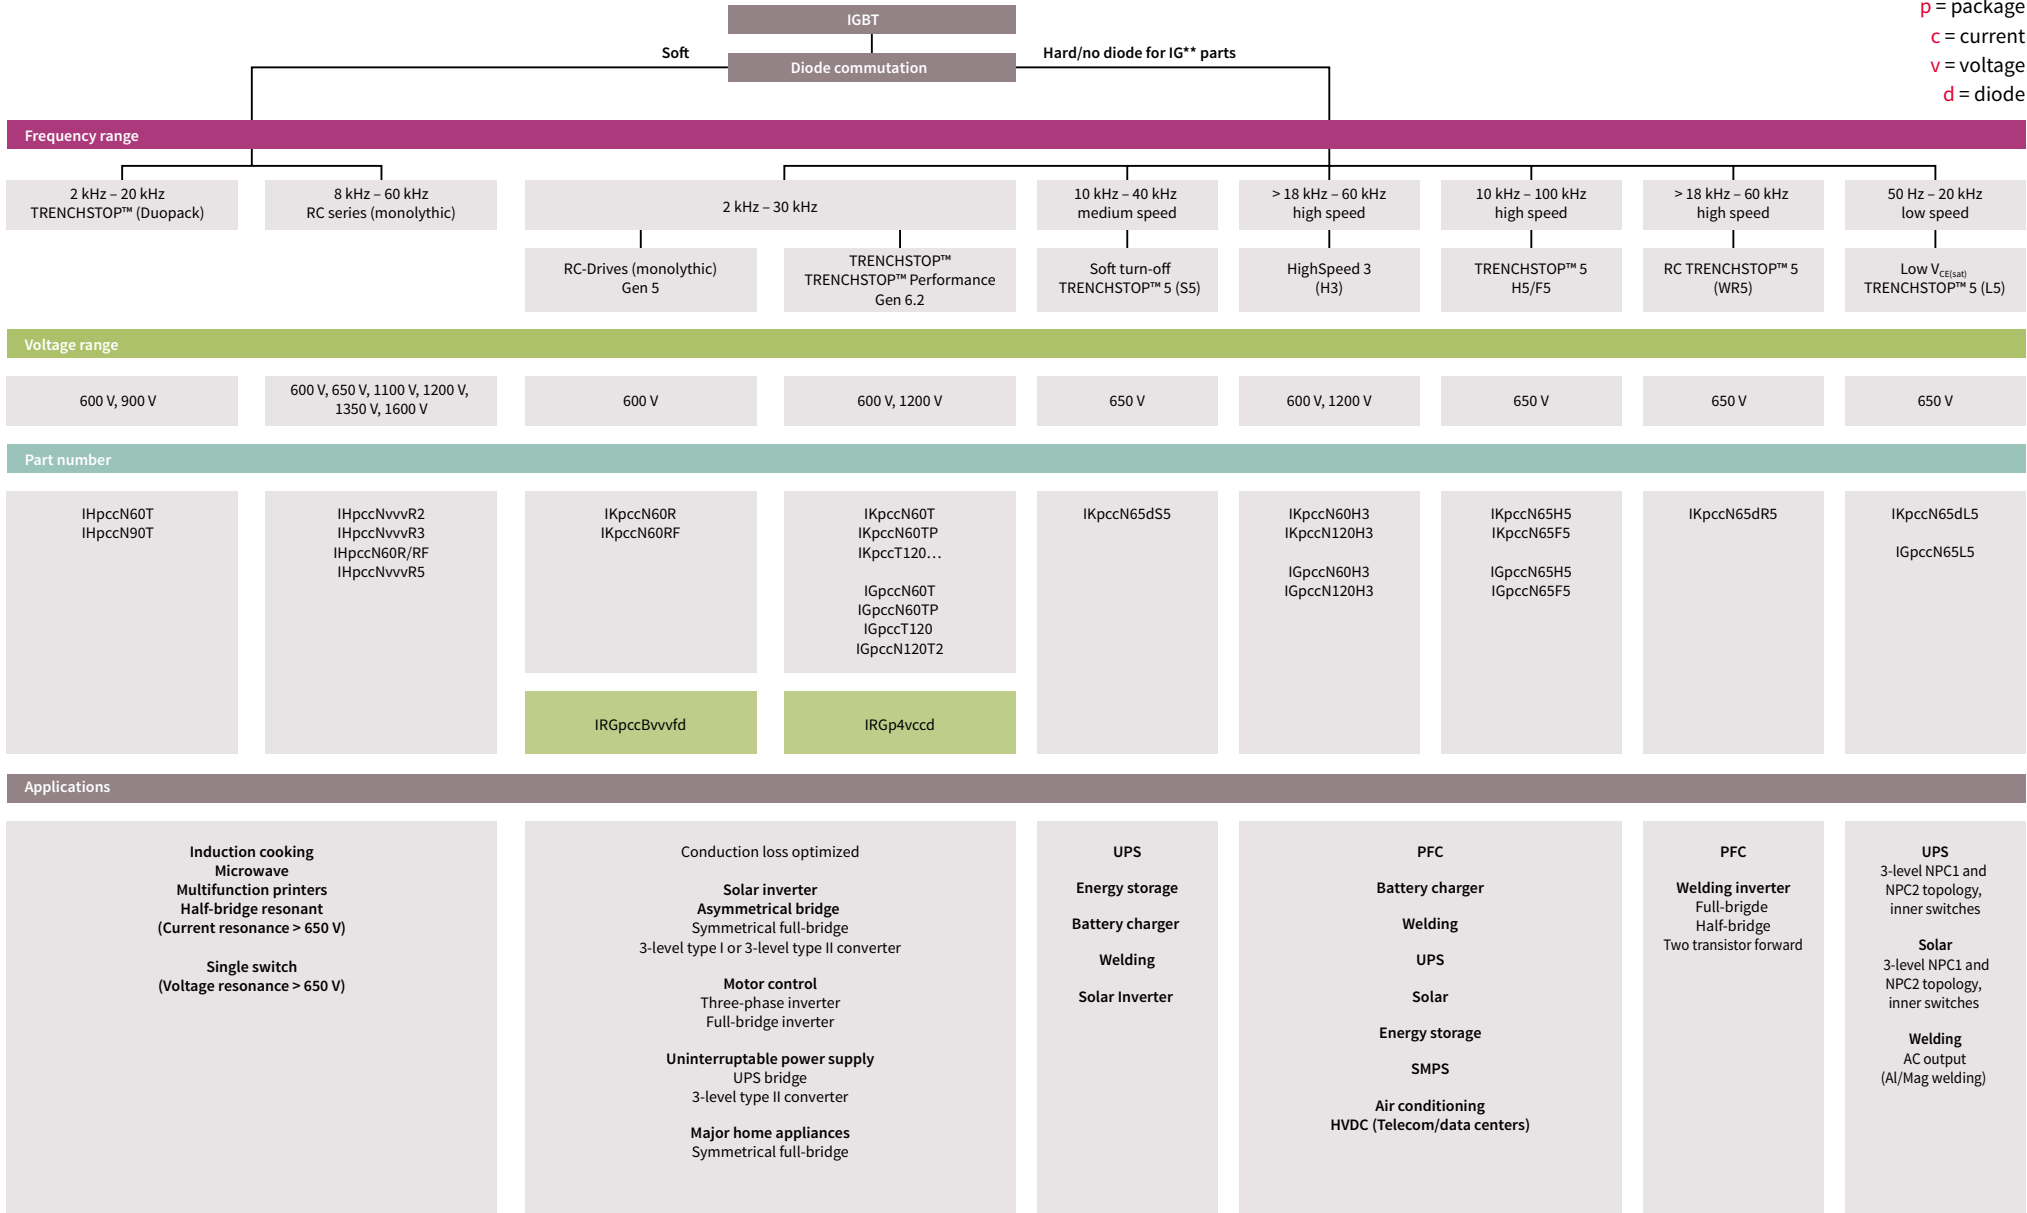 IGBT
Diode commutation
Soft
Hard/no diode for IG** parts
p = package
c = current
v = voltage
d = diode
Frequency range
2 kHz – 20 kHz
TRENCHSTOP™ (Duopack)
8 kHz – 60 kHz
RC series (monolythic)
2 kHz – 30 kHz
10 kHz – 40 kHz
medium speed
> 18 kHz – 60 kHz
high speed
10 kHz – 100 kHz
high speed
> 18 kHz – 60 kHz
high speed
50 Hz – 20 kHz
low speed
RC-Drives (monolythic)
Gen 5
TRENCHSTOP™
TRENCHSTOP™ Performance
Gen 6.2
Soft turn-off
TRENCHSTOP™ 5 (S5)
HighSpeed 3
(H3)
TRENCHSTOP™ 5
H5/F5
RC TRENCHSTOP™ 5
(WR5)
Low VCE(sat)
TRENCHSTOP™ 5 (L5)
Voltage range
600 V, 900 V
600 V, 650 V, 1100 V, 1200 V,
1350 V, 1600 V
600 V
600 V, 1200 V
650 V
600 V, 1200 V
650 V
650 V
650 V
Part number
IHpccN60T
IHpccN90T
IHpccNvvvR2
IHpccNvvvR3
IHpccN60R/RF
IHpccNvvvR5
IKpccN60R
IKpccN60RF
IRGpccBvvvfd
IKpccN60T
IKpccN60TP
IKpccT120…
IGpccN60T
IGpccN60TP
IGpccT120
IGpccN120T2
IRGp4vccd
IKpccN65dS5
IKpccN60H3
IKpccN120H3
IGpccN60H3
IGpccN120H3
IKpccN65H5
IKpccN65F5
IGpccN65H5
IGpccN65F5
IKpccN65dR5
IKpccN65dL5
IGpccN65L5
Applications
Induction cooking
Microwave
Multifunction printers
Half-bridge resonant
(Current resonance > 650 V)
Single switch
(Voltage resonance > 650 V)
Conduction loss optimized
Solar inverter
Asymmetrical bridge
Symmetrical full-bridge
3-level type I or 3-level type II converter
Motor control
Three-phase inverter
Full-bridge inverter
Uninterruptable power supply
UPS bridge
3-level type II converter
Major home appliances
Symmetrical full-bridge
UPS
Energy storage
Battery charger
Welding
Solar Inverter
PFC
Battery charger
Welding
UPS
Solar
Energy storage
SMPS
Air conditioning
HVDC (Telecom/data centers)
PFC
Welding inverter
Full-brigde
Half-bridge
Two transistor forward
UPS
3-level NPC1 and
NPC2 topology,
inner switches
Solar
3-level NPC1 and
NPC2 topology,
inner switches
Welding
AC output
(Al/Mag welding)